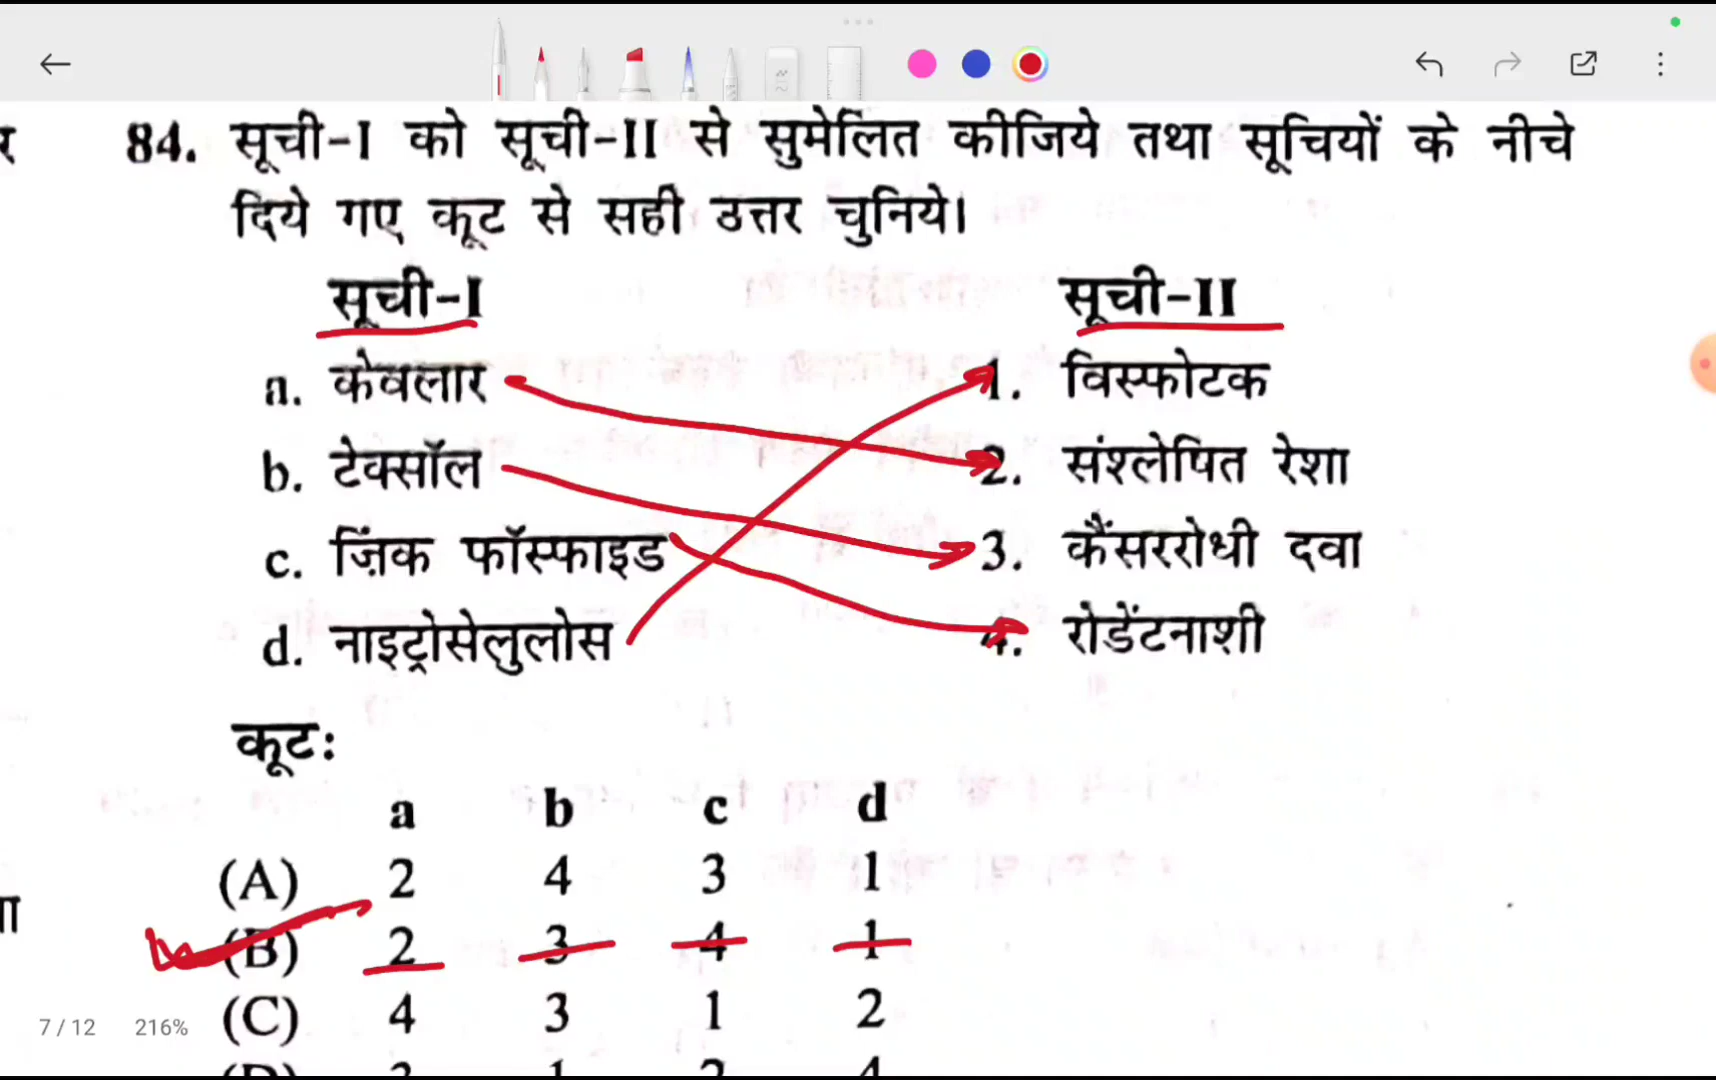 84. सूची-I को सूची-II से सुमेलित कीजिये तथा सूचियों के नीचे
दिये गए कूट से सही उत्तर चुनिये।
सूची-I सूची-II
a. केवलार 1. विस्फोटक
b. टेक्सॉल 2. संश्लेषित रेशा
c. ज़िंक फॉस्फाइड 3. कैंसररोधी दवा
d. नाइट्रोसेलुलोस 4. रोडेंटनाशी
कूटः
a b c d
(A) 2 4 3 1
(B) 2 3 4 1
(C) 4 3 1 2
7 / 12 216%